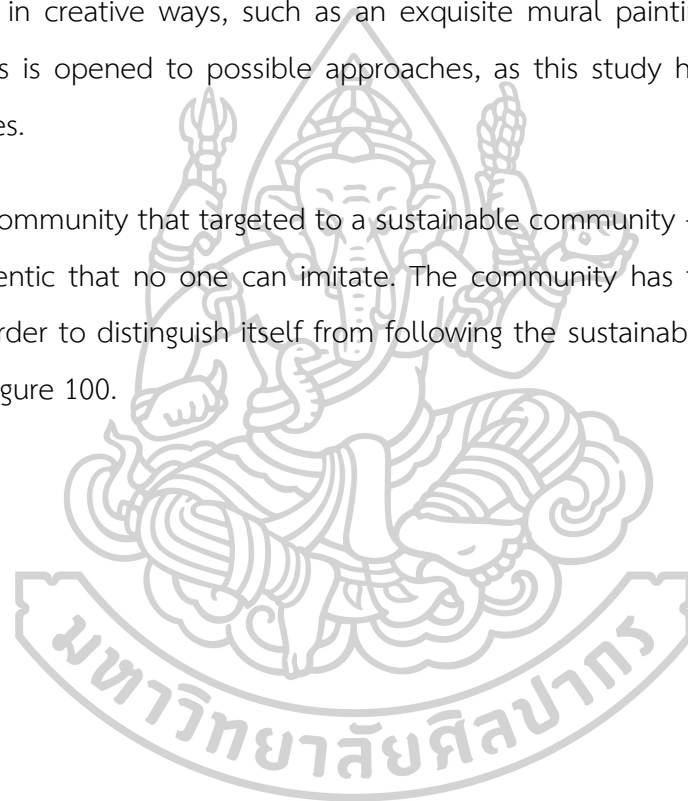 in creative ways, such as an exquisite mural paintin
s is opened to possible approaches, as this study h
es.
ommunity that targeted to a sustainable community -
entic that no one can imitate. The community has t
rder to distinguish itself from following the sustainab
gure 100.
มหาวิทยาลัยศิลปากร